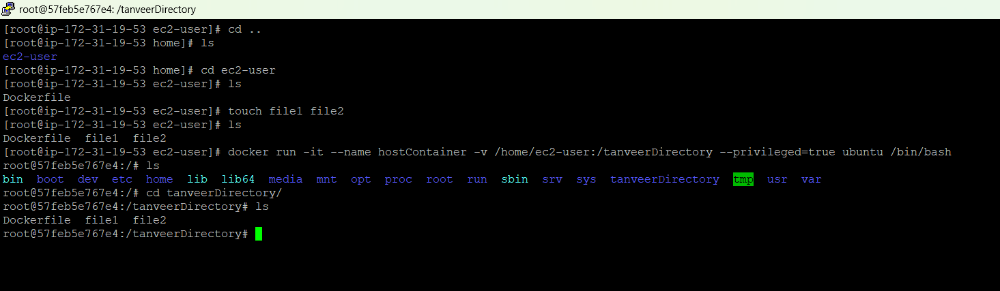 root@57feb5e767e4: /tanveerDirectory
[root@ip-172-31-19-53 ec2-user]# cd ..
[root@ip-172-31-19-53 home]# ls
ec2-user
[root@ip-172-31-19-53 home]# cd ec2-user
[root@ip-172-31-19-53 ec2-user]# ls
Dockerfile
[root@ip-172-31-19-53 ec2-user]# touch file1 file2
[root@ip-172-31-19-53 ec2-user]# ls
Dockerfile  file1  file2
[root@ip-172-31-19-53 ec2-user]# docker run -it --name hostContainer -v /home/ec2-user:/tanveerDirectory --privileged=true ubuntu /bin/bash
root@57feb5e767e4:/# ls
bin  boot  dev  etc  home  lib  lib64  media  mnt  opt  proc  root  run  sbin  srv  sys  tanveerDirectory  tmp  usr  var
root@57feb5e767e4:/# cd tanveerDirectory/
root@57feb5e767e4:/tanveerDirectory# ls
Dockerfile  file1  file2
root@57feb5e767e4:/tanveerDirectory#